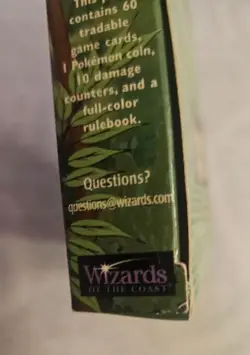 This
contains 60
tradable
game cards,
1 Pokémon coin,
10 damage
counters, and a
full-color
rulebook.
Questions?
questions@wizards.com
Wizards
OF THE COAST